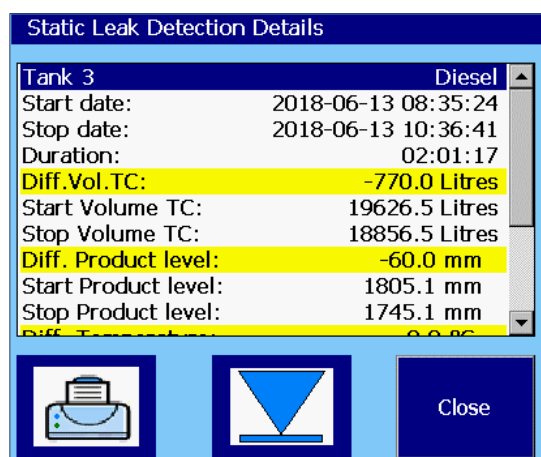 Static Leak Detection Details
Tank 3 Diesel
Start date: 2018-06-13 08:35:24
Stop date: 2018-06-13 10:36:41
Duration: 02:01:17
Diff.Vol.TC: -770.0 Litres
Start Volume TC: 19626.5 Litres
Stop Volume TC: 18856.5 Litres
Diff. Product level: -60.0 mm
Start Product level: 1805.1 mm
Stop Product level: 1745.1 mm
Diff. Temperature:
Close